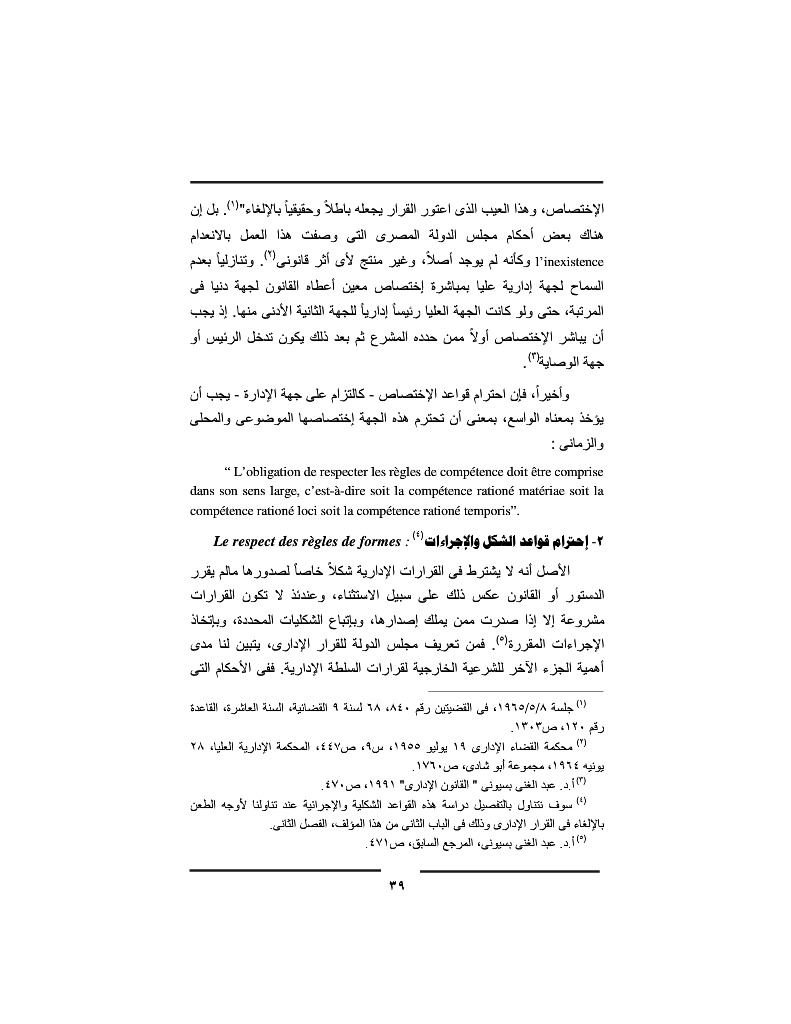 الإختصاص، وهذا العيب الذى اعتور القرار يجعله باطلاً وحقيقياً بالإلغاء"(١). بل إن
هناك بعض أحكام مجلس الدولة المصرى التى وصفت هذا العمل بالانعدام
l’inexistence وكأنه لم يوجد أصلاً، وغير منتج لأى أثر قانونى(٢). وتنازلياً بعدم
السماح لجهة إدارية عليا بمباشرة إختصاص معين أعطاه القانون لجهة دنيا فى
المرتبة، حتى ولو كانت الجهة العليا رئيساً إدارياً للجهة الثانية الأدنى منها. إذ يجب
أن يباشر الإختصاص أولاً ممن حدده المشرع ثم بعد ذلك يكون تدخل الرئيس أو
جهة الوصاية(٣).
وأخيراً، فإن احترام قواعد الإختصاص - كالتزام على جهة الإدارة - يجب أن
يؤخذ بمعناه الواسع، بمعنى أن تحترم هذه الجهة إختصاصها الموضوعى والمحلى
والزمانى :
“ L’obligation de respecter les règles de compétence doit être comprise
dans son sens large, c’est-à-dire soit la compétence rationé matériae soit la
compétence rationé loci soit la compétence rationé temporis”.
٢- إحترام قواعد الشكل والإجراءات(٤) : Le respect des règles de formes
الأصل أنه لا يشترط فى القرارات الإدارية شكلاً خاصاً لصدورها مالم يقرر
الدستور أو القانون عكس ذلك على سبيل الاستثناء، وعندئذ لا تكون القرارات
مشروعة إلا إذا صدرت ممن يملك إصدارها، وبإتباع الشكليات المحددة، وبإتخاذ
الإجراءات المقررة(٥). فمن تعريف مجلس الدولة للقرار الإدارى، يتبين لنا مدى
أهمية الجزء الآخر للشرعية الخارجية لقرارات السلطة الإدارية. ففى الأحكام التى
(١) جلسة ١٩٦٥/٥/٨، فى القضيتين رقم ٨٤٠، ٦٨ لسنة ٩ القضائية، السنة العاشرة، القاعدة
رقم ١٢٠، ص١٣٠٣.
(٢) محكمة القضاء الإدارى ١٩ يوليو ١٩٥٥، س٩، ص٤٤٧، المحكمة الإدارية العليا، ٢٨
يونيه ١٩٦٤، مجموعة أبو شادى، ص١٧٦٠.
(٣) أ.د. عبد الغنى بسيونى " القانون الإدارى" ١٩٩١، ص٤٧٠.
(٤) سوف نتناول بالتفصيل دراسة هذه القواعد الشكلية والإجرائية عند تناولنا لأوجه الطعن
بالإلغاء فى القرار الإدارى وذلك فى الباب الثانى من هذا المؤلف، الفصل الثانى.
(٥) أ.د. عبد الغنى بسيونى، المرجع السابق، ص٤٧١.
٣٩